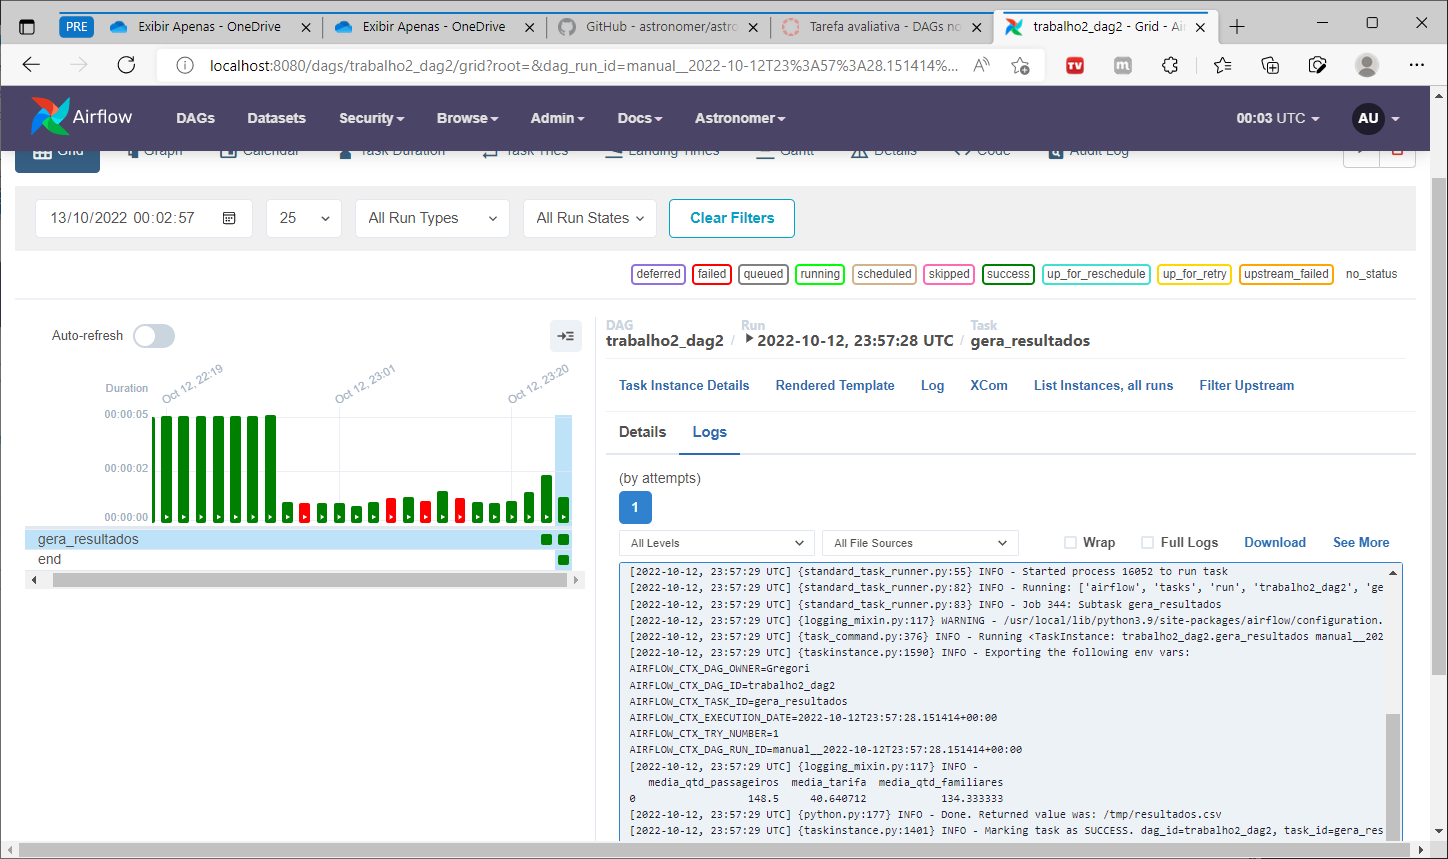 PRE
Exibir Apenas - OneDrive
Exibir Apenas - OneDrive
GitHub - astronomer/astro
Tarefa avaliativa - DAGs no
trabalho2_dag2 - Grid - Air
localhost:8080/dags/trabalho2_dag2/grid?root=&dag_run_id=manual__2022-10-12T23%3A57%3A28.151414%...
Airflow
DAGs
Datasets
Security
Browse
Admin
Docs
Astronomer
00:03 UTC
AU
Grid
Graph
Calendar
Task Duration
Task Tries
Landing Times
Gantt
Details
Code
Audit Log
13/10/2022 00:02:57
25
All Run Types
All Run States
Clear Filters
deferred
failed
queued
running
scheduled
skipped
success
up_for_reschedule
up_for_retry
upstream_failed
no_status
Auto-refresh
Duration
00:00:05
00:00:02
00:00:00
Oct 12, 22:19
Oct 12, 23:01
Oct 12, 23:20
gera_resultados
end
DAG
trabalho2_dag2
/
Run
2022-10-12, 23:57:28 UTC
/
Task
gera_resultados
Task Instance Details
Rendered Template
Log
XCom
List Instances, all runs
Filter Upstream
Details
Logs
(by attempts)
1
All Levels
All File Sources
Wrap
Full Logs
Download
See More
[2022-10-12, 23:57:29 UTC] {standard_task_runner.py:55} INFO - Started process 16052 to run task
[2022-10-12, 23:57:29 UTC] {standard_task_runner.py:82} INFO - Running: ['airflow', 'tasks', 'run', 'trabalho2_dag2', 'ge
[2022-10-12, 23:57:29 UTC] {standard_task_runner.py:83} INFO - Job 344: Subtask gera_resultados
[2022-10-12, 23:57:29 UTC] {logging_mixin.py:117} WARNING - /usr/local/lib/python3.9/site-packages/airflow/configuration.
[2022-10-12, 23:57:29 UTC] {task_command.py:376} INFO - Running <TaskInstance: trabalho2_dag2.gera_resultados manual__202
[2022-10-12, 23:57:29 UTC] {taskinstance.py:1590} INFO - Exporting the following env vars:
AIRFLOW_CTX_DAG_OWNER=Gregori
AIRFLOW_CTX_DAG_ID=trabalho2_dag2
AIRFLOW_CTX_TASK_ID=gera_resultados
AIRFLOW_CTX_EXECUTION_DATE=2022-10-12T23:57:28.151414+00:00
AIRFLOW_CTX_TRY_NUMBER=1
AIRFLOW_CTX_DAG_RUN_ID=manual__2022-10-12T23:57:28.151414+00:00
[2022-10-12, 23:57:29 UTC] {logging_mixin.py:117} INFO -
media_qtd_passageiros media_tarifa media_qtd_familiares
0 148.5 40.640712 134.333333
[2022-10-12, 23:57:29 UTC] {python.py:177} INFO - Done. Returned value was: /tmp/resultados.csv
[2022-10-12, 23:57:29 UTC] {taskinstance.py:1401} INFO - Marking task as SUCCESS. dag_id=trabalho2_dag2, task_id=gera_res